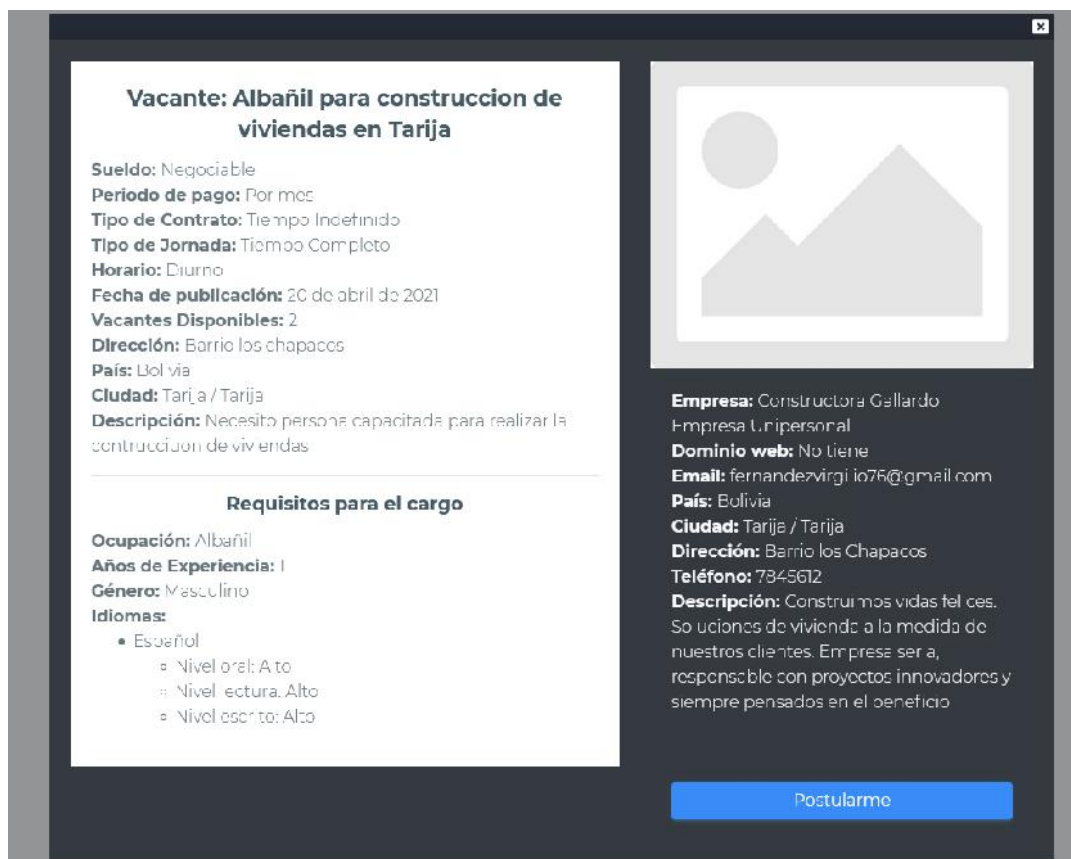 Vacante: Albañil para construccion de
viviendas en Tarija
Sueldo: Negociable
Periodo de pago: Por mes
Tipo de Contrato: Tiempo Indefinido
Tipo de Jornada: Tiempo Completo
Horario: Diurno
Fecha de publicación: 20 de abril de 2021
Vacantes Disponibles: 2
Dirección: Barrio los chapacos
País: Bolivia
Ciudad: Tarija / Tarija
Descripción: Necesito persona capacitada para realizar la
contrucciuon de viviendas
Requisitos para el cargo
Ocupación: Albañil
Años de Experiencia: 1
Género: Masculino
Idiomas:
Español
Nivel oral: Alto
Nivel lectura: Alto
Nivel escrito: Alto
Empresa: Constructora Gallardo
Empresa Unipersonal
Dominio web: No tiene
Email: fernandezvirgilio76@gmail.com
País: Bolivia
Ciudad: Tarija / Tarija
Dirección: Barrio los Chapacos
Teléfono: 7845612
Descripción: Construimos vidas felices.
Soluciones de vivienda a la medida de
nuestros clientes. Empresa seria,
responsable con proyectos innovadores y
siempre pensados en el beneficio
Postularme